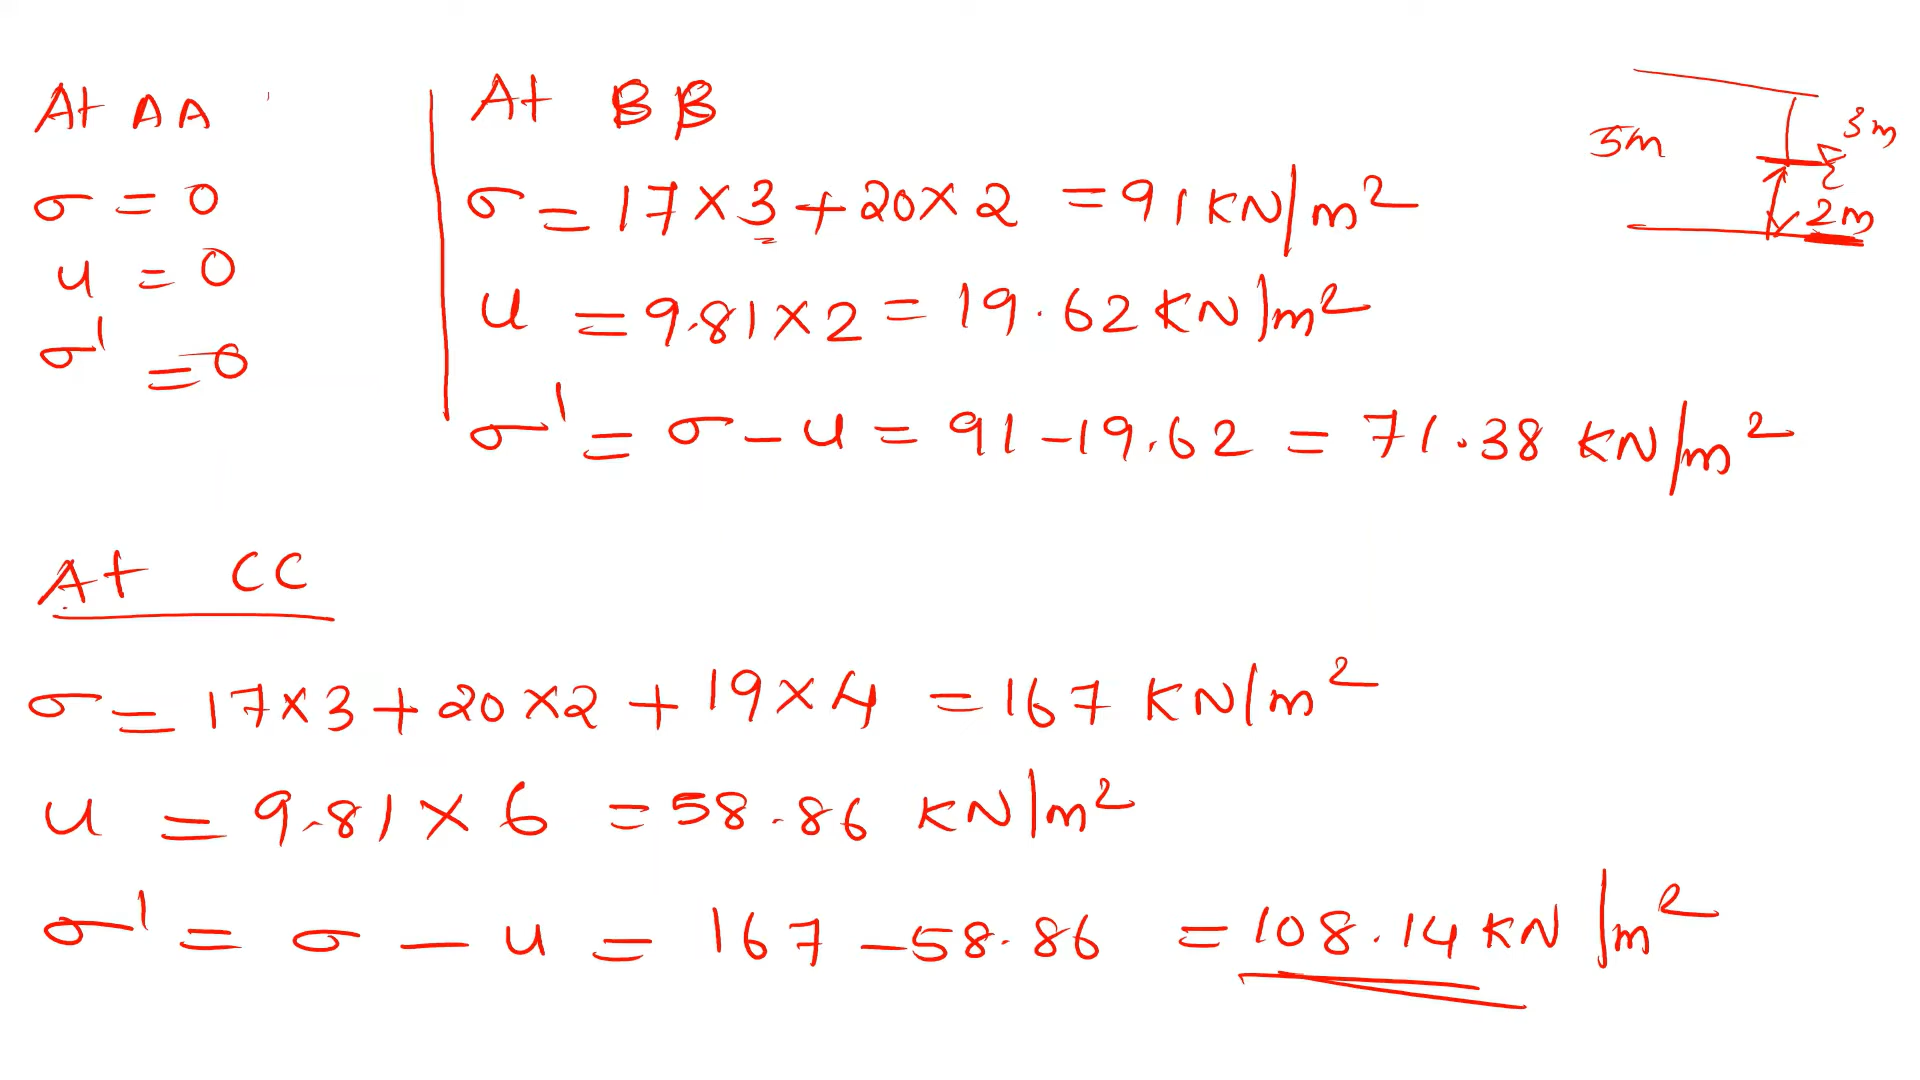 At AA
σ = 0
u = 0
σ' = 0
At BB
σ = 17×3+20×2 = 91 KN/m²
u = 9.81×2 = 19.62 KN/m²
σ' = σ - u = 91-19.62 = 71.38 KN/m²
5m
3m
2m
At CC
σ = 17×3+20×2+19×4 = 167 KN/m²
u = 9.81×6 = 58.86 KN/m²
σ' = σ - u = 167-58.86 = 108.14 KN/m²